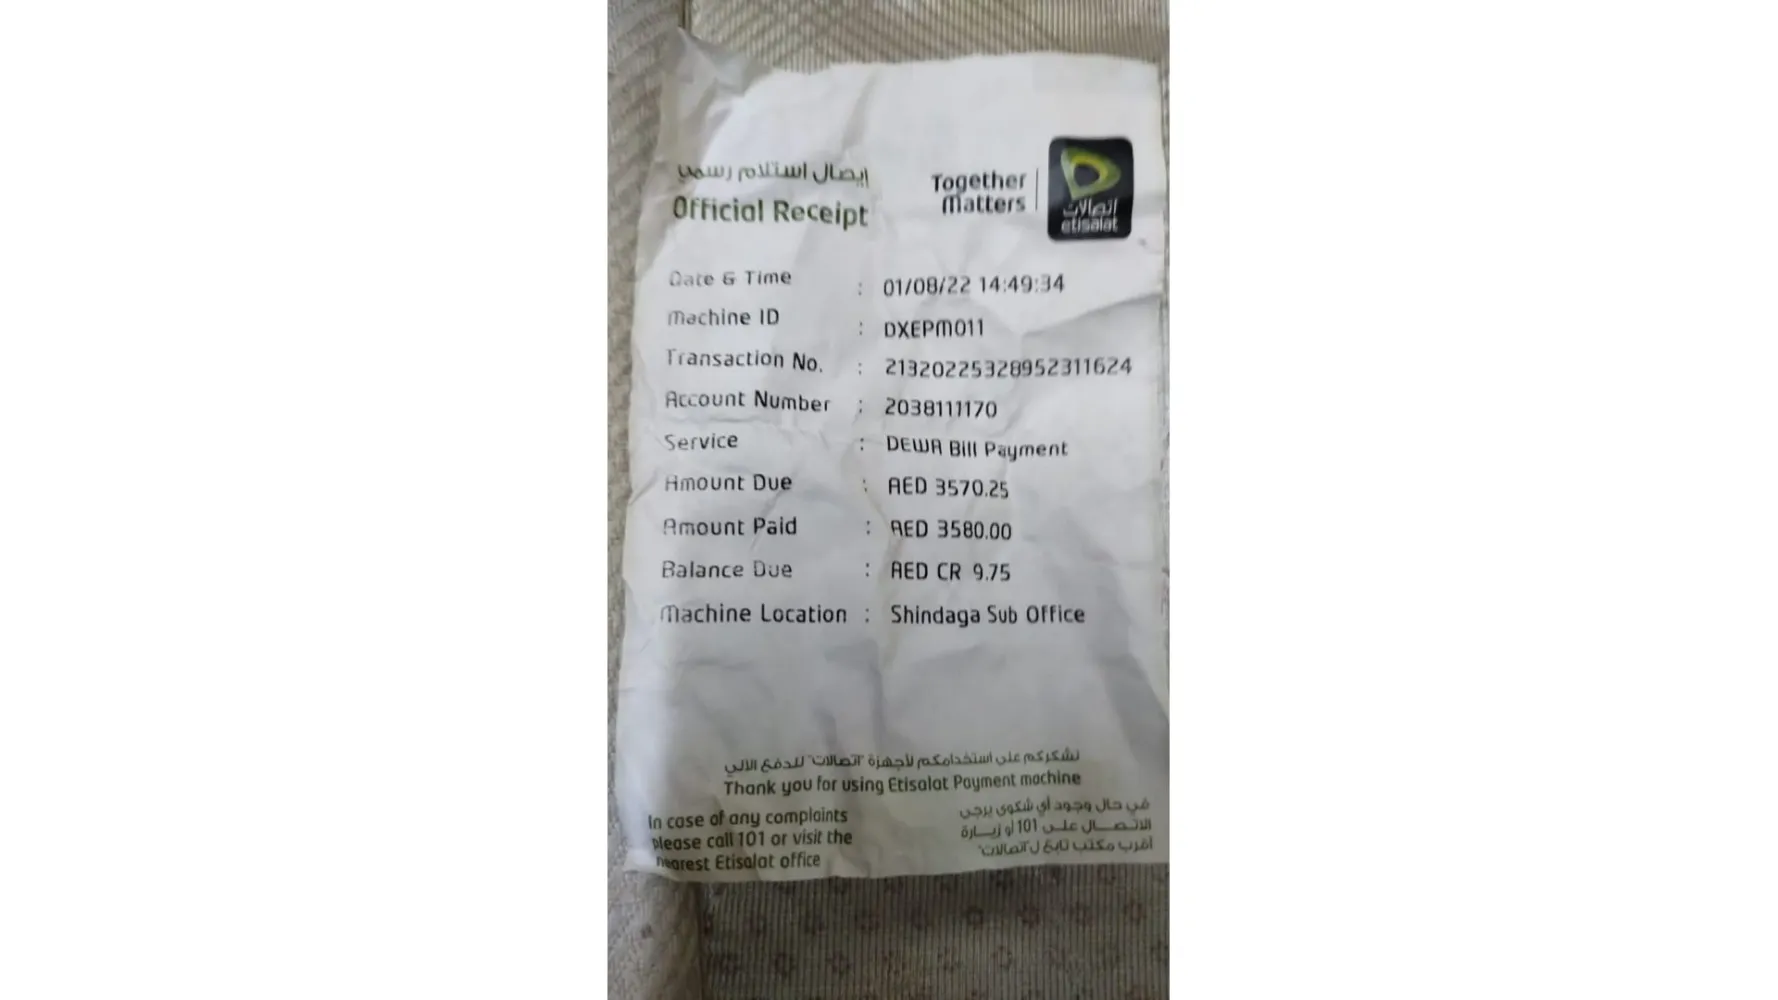 ايصال استلام رسمي
Official Receipt
Together
Matters
اتصالات
etisalat
Date & Time : 01/08/22 14:49:34
Machine ID : DXEPM011
Transaction No. : 21320225328952311624
Account Number : 2038111170
Service : DEWA Bill Payment
Amount Due : AED 3570.25
Amount Paid : AED 3580.00
Balance Due : AED CR 9.75
Machine Location : Shindaga Sub Office
نشكركم على استخدامكم لأجهزة "اتصالات" للدفع الآلي
Thank you for using Etisalat Payment machine
In case of any complaints
please call 101 or visit the
nearest Etisalat office
في حال وجود أي شكوى يرجى
الاتصال على 101 أو زيارة
أقرب مكتب تابع ل"اتصالات"